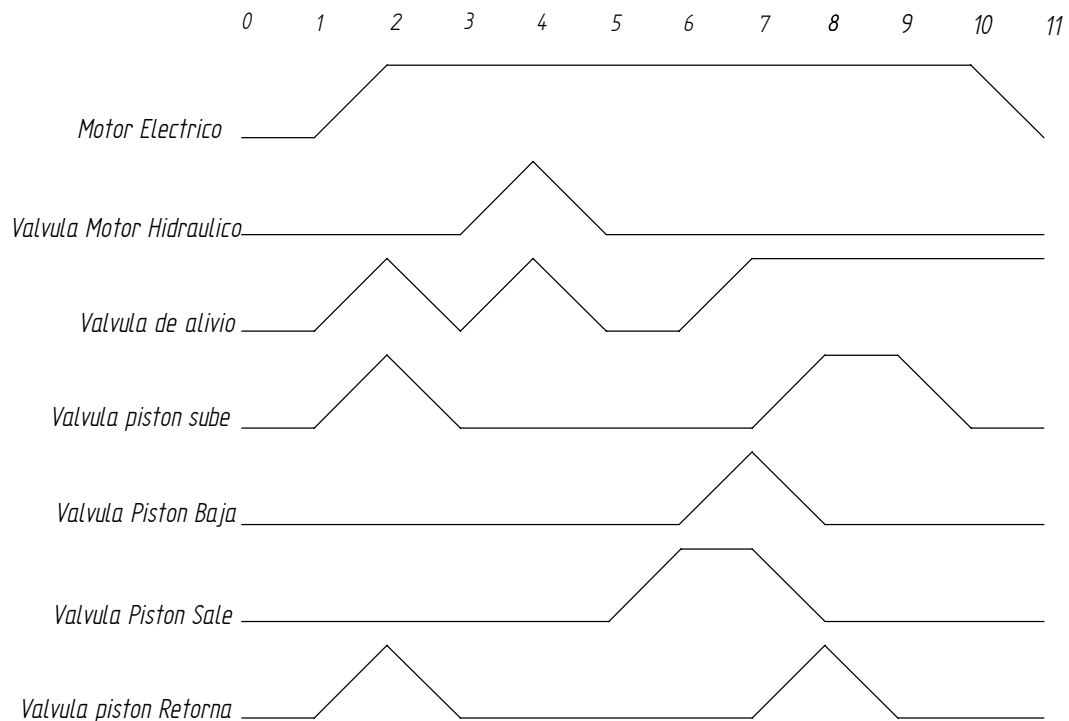 0 1 2 3 4 5 6 7 8 9 10 11
Motor Electrico
Valvula Motor Hidraulico
Valvula de alivio
Valvula piston sube
Valvula Piston Baja
Valvula Piston Sale
Valvula piston Retorna